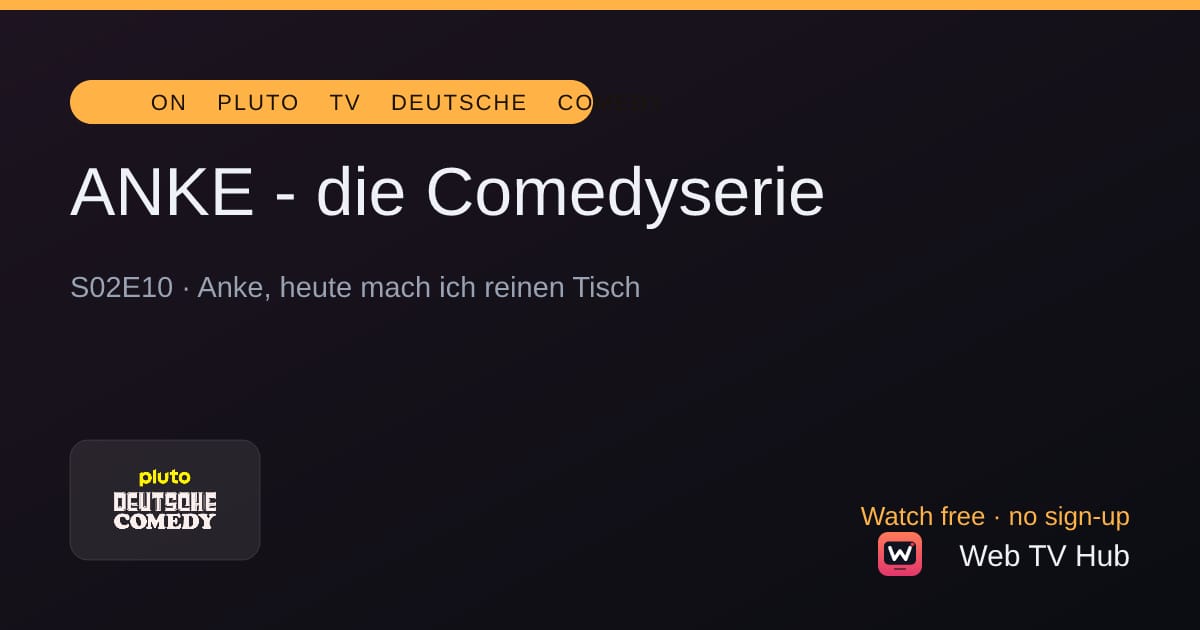 ON PLUTO TV DEUTSCHE CO
ANKE - die Comedyserie
S02E10 · Anke, heute mach ich reinen Tisch
pluto
DEUTSCHE
COMEDY
Watch free · no sign-up
W
Web TV Hub